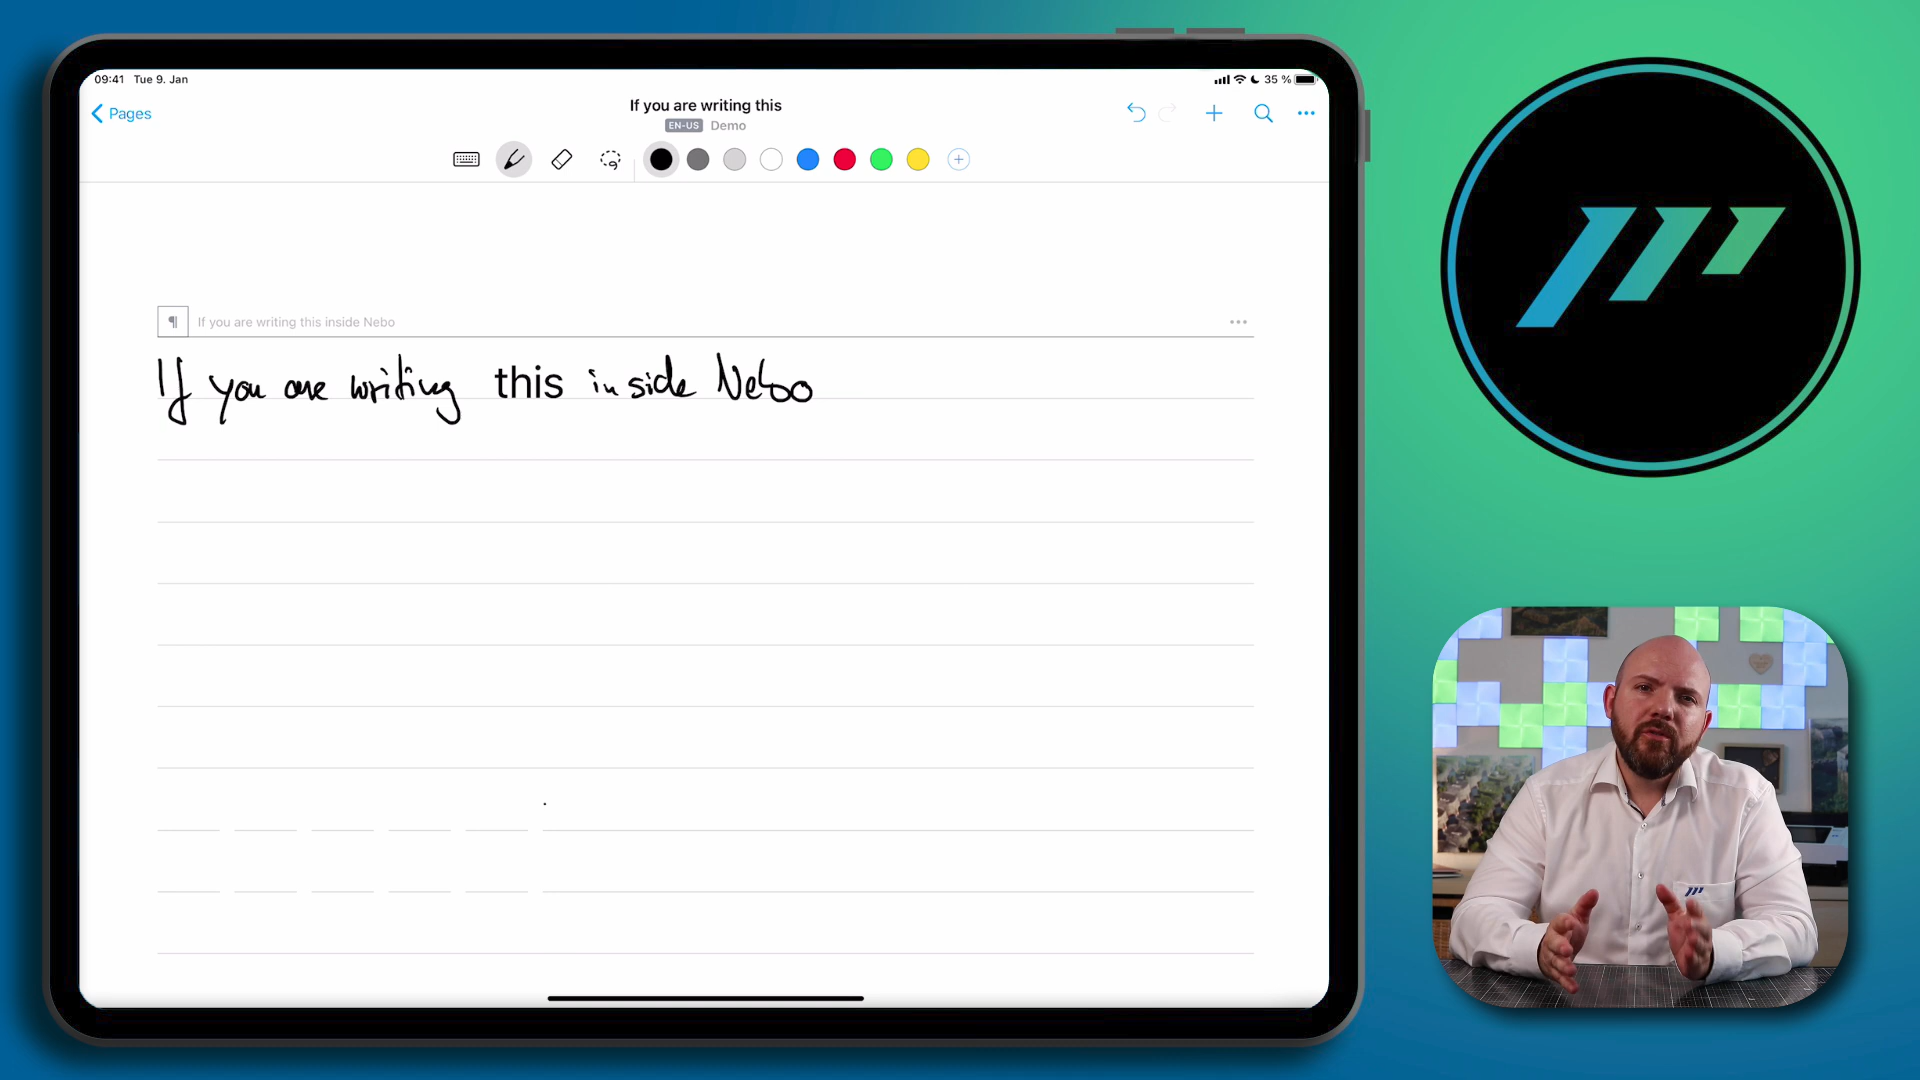 09:41 Tue 9. Jan
35 %
Pages
If you are writing this
EN-US Demo
If you are writing this inside Nebo
If you are writing this inside Nebo